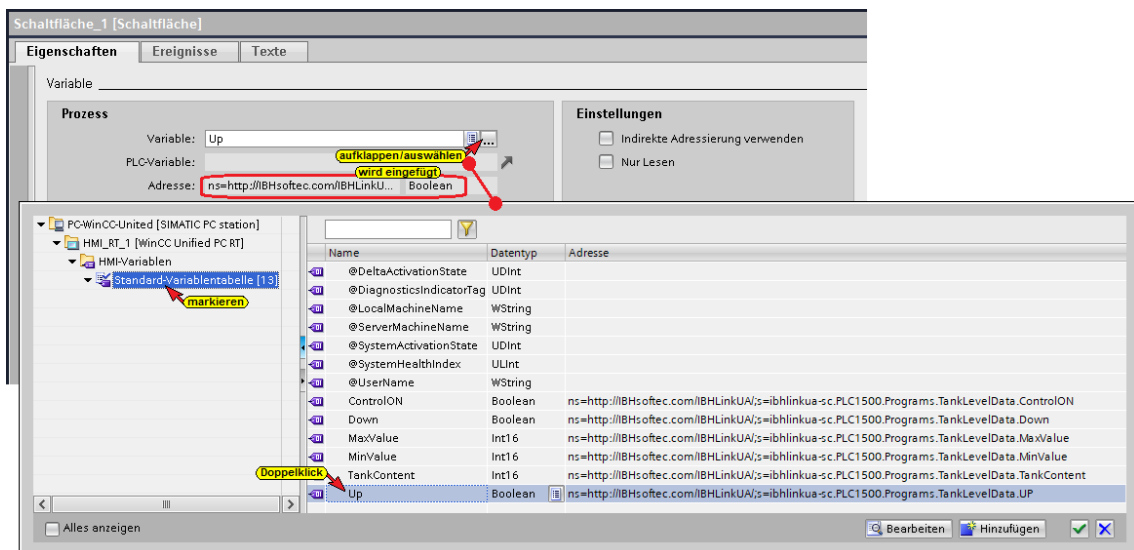 Schaltfläche_1 [Schaltfläche]
Eigenschaften Ereignisse Texte
Variable
Prozess
Variable: Up ...
aufklappen/auswählen
PLC-Variable:
wird eingefügt
Adresse: ns=http://IBHsoftec.com/IBHLinkU... Boolean
Einstellungen
Indirekte Adressierung verwenden
Nur Lesen
PC-WinCC-United [SIMATIC PC station]
HMI_RT_1 [WinCC Unified PC RT]
HMI-Variablen
Standard-Variablentabelle [13]
markieren
Name Datentyp Adresse
@DeltaActivationState UDInt
@DiagnosticsIndicatorTag UDInt
@LocalMachineName WString
@ServerMachineName WString
@SystemActivationState UDInt
@SystemHealthIndex ULInt
@UserName WString
ControlON Boolean ns=http://IBHsoftec.com/IBHLinkUA/;s=ibhlinkua-sc.PLC1500.Programs.TankLevelData.ControlON
Down Boolean ns=http://IBHsoftec.com/IBHLinkUA/;s=ibhlinkua-sc.PLC1500.Programs.TankLevelData.Down
MaxValue Int16 ns=http://IBHsoftec.com/IBHLinkUA/;s=ibhlinkua-sc.PLC1500.Programs.TankLevelData.MaxValue
MinValue Int16 ns=http://IBHsoftec.com/IBHLinkUA/;s=ibhlinkua-sc.PLC1500.Programs.TankLevelData.MinValue
Doppelklick
TankContent Int16 ns=http://IBHsoftec.com/IBHLinkUA/;s=ibhlinkua-sc.PLC1500.Programs.TankLevelData.TankContent
Up Boolean ns=http://IBHsoftec.com/IBHLinkUA/;s=ibhlinkua-sc.PLC1500.Programs.TankLevelData.UP
Alles anzeigen
Bearbeiten Hinzufügen